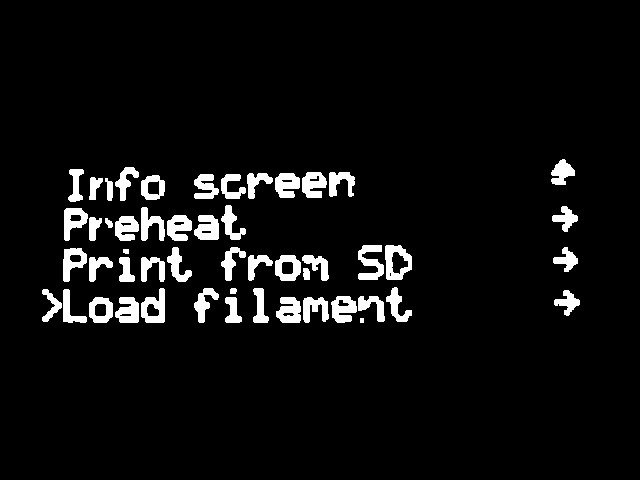 Info screen ↑
Preheat →
Print from SD →
>Load filament →